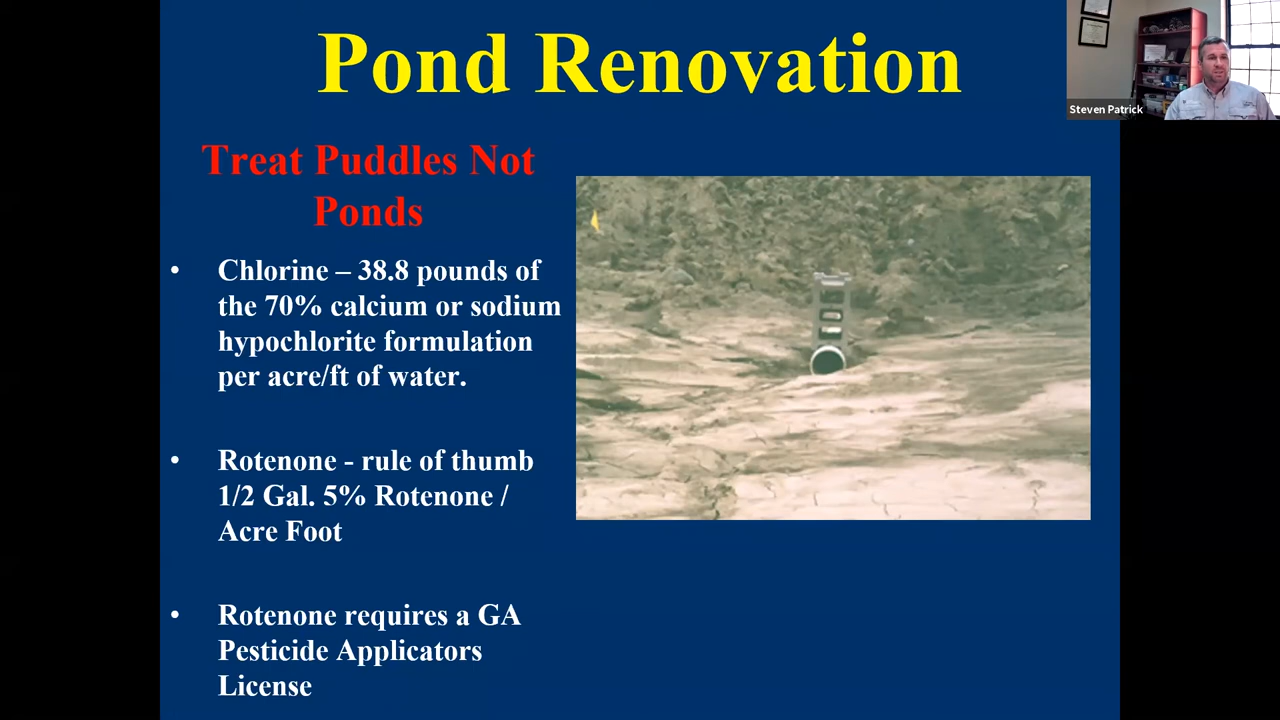 Pond Renovation
Steven Patrick
Treat Puddles Not
Ponds
• Chlorine – 38.8 pounds of
the 70% calcium or sodium
hypochlorite formulation
per acre/ft of water.
• Rotenone - rule of thumb
1/2 Gal. 5% Rotenone /
Acre Foot
• Rotenone requires a GA
Pesticide Applicators
License